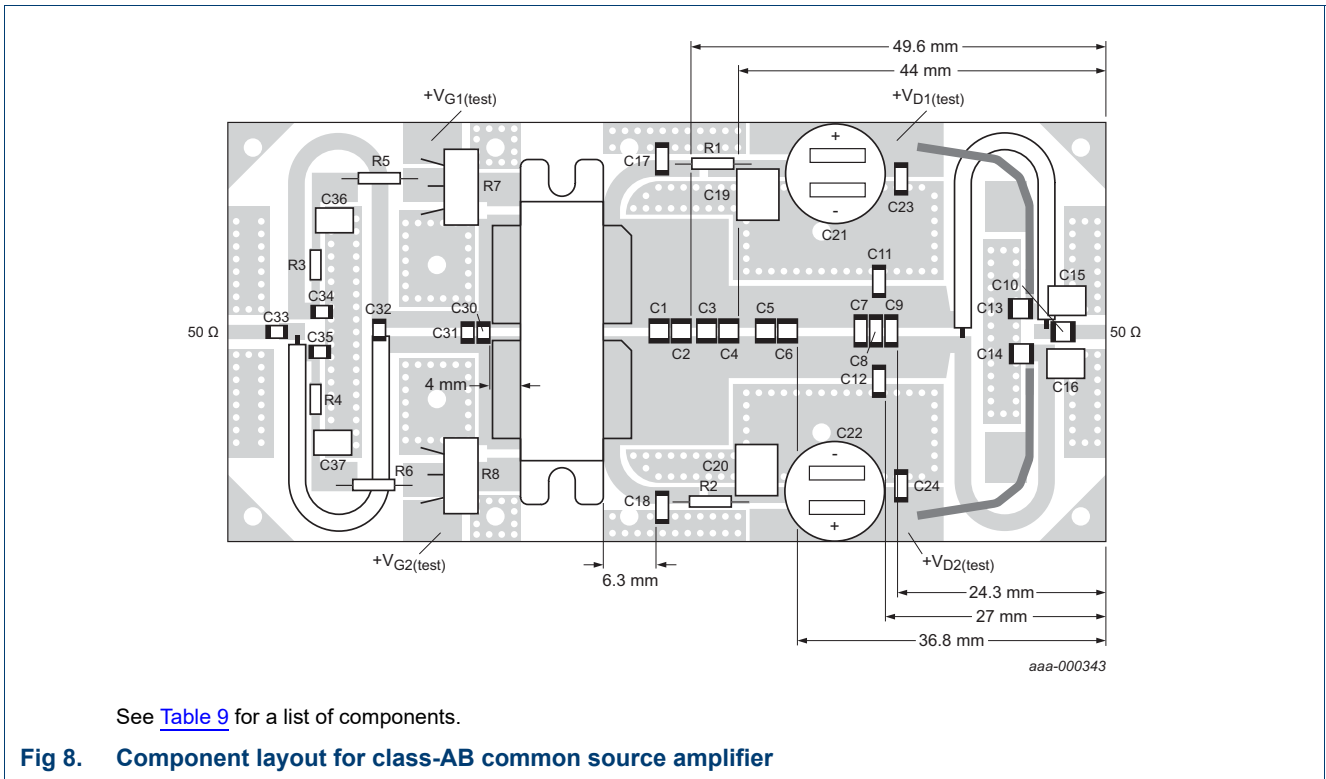 49.6 mm
44 mm
+VG1(test)
+VD1(test)
C17
R1
R5
R7
C19
C23
+
-
C21
C36
R3
C34
C33
C35
C32
C30
C31
C1
C2
C3
C4
C5
C6
C11
C7
C9
C8
C12
C10
C15
C13
C14
C16
50 Ω
50 Ω
4 mm
R4
C37
R6
R8
C20
C22
-
+
C18
R2
C24
+VG2(test)
+VD2(test)
6.3 mm
24.3 mm
27 mm
36.8 mm
aaa-000343
See Table 9 for a list of components.
Fig 8. Component layout for class-AB common source amplifier